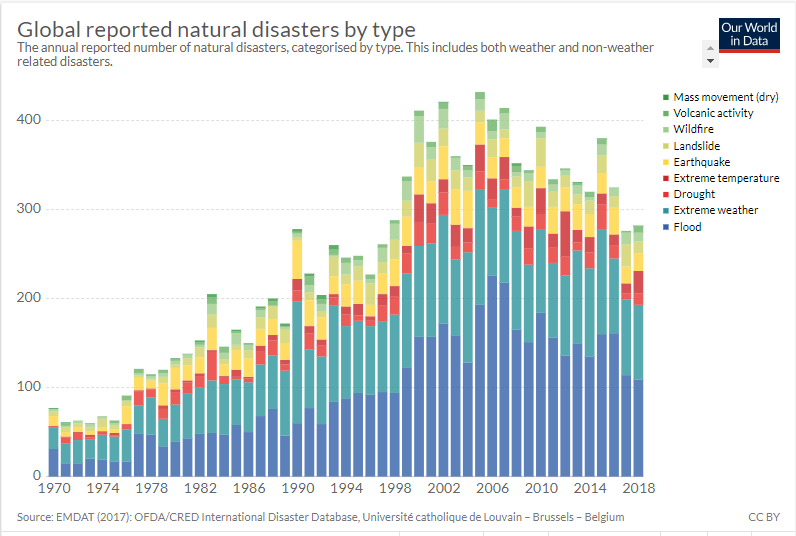 Global reported natural disasters by type
The annual reported number of natural disasters, categorised by type. This includes both weather and non-weather
related disasters.
Our World
in Data
400
300
200
100
0
1970 1974 1978 1982 1986 1990 1994 1998 2002 2006 2010 2014 2018
Mass movement (dry)
Volcanic activity
Wildfire
Landslide
Earthquake
Extreme temperature
Drought
Extreme weather
Flood
Source: EMDAT (2017): OFDA/CRED International Disaster Database, Université catholique de Louvain – Brussels – Belgium
CC BY